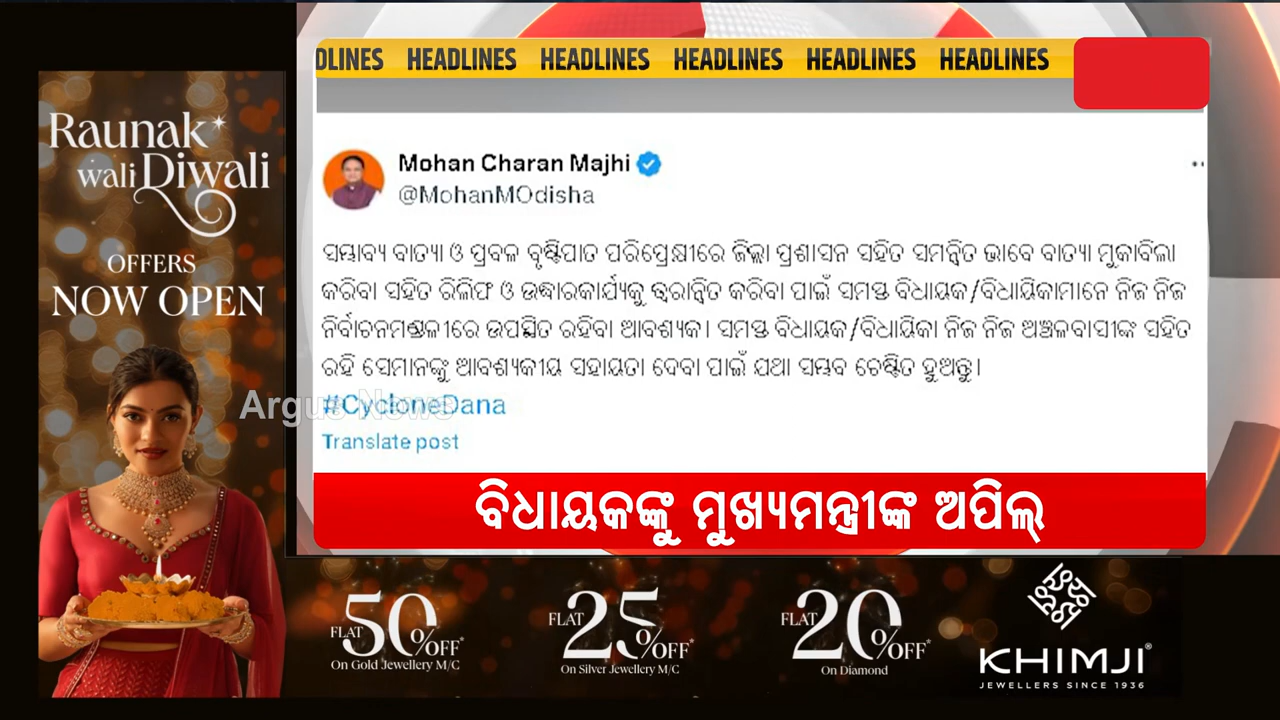 DLINES HEADLINES HEADLINES HEADLINES HEADLINES HEADLINES
Raunak
wali Diwali
OFFERS
NOW OPEN
Mohan Charan Majhi
@MohanMOdisha
ସମ୍ଭାବ୍ୟ ବାତ୍ୟା ଓ ପ୍ରବଳ ବୃଷ୍ଟିପାତ ପରିପ୍ରେକ୍ଷୀରେ ଜିଲ୍ଲା ପ୍ରଶାସନ ସହିତ ସମନ୍ୱିତ ଭାବେ ବାତ୍ୟା ମୁକାବିଲା
କରିବା ସହିତ ରିଲିଫ ଓ ଉଦ୍ଧାରକାର୍ଯ୍ୟକୁ ତ୍ୱରାନ୍ୱିତ କରିବା ପାଇଁ ସମସ୍ତ ବିଧାୟକ/ବିଧାୟିକାମାନେ ନିଜ ନିଜ
ନିର୍ବାଚନମଣ୍ଡଳୀରେ ଉପସ୍ଥିତ ରହିବା ଆବଶ୍ୟକ। ସମସ୍ତ ବିଧାୟକ/ବିଧାୟିକା ନିଜ ନିଜ ଅଞ୍ଚଳବାସୀଙ୍କ ସହିତ
ରହି ସେମାନଙ୍କୁ ଆବଶ୍ୟକୀୟ ସହାୟତା ଦେବା ପାଇଁ ଯଥା ସମ୍ଭବ ଚେଷ୍ଟିତ ହୁଅନ୍ତୁ।
#CycloneDana
Argus News
Translate post
ବିଧାୟକଙ୍କୁ ମୁଖ୍ୟମନ୍ତ୍ରୀଙ୍କ ଅପିଲ୍
FLAT 50% OFF*
On Gold Jewellery M/C
FLAT 25% OFF*
On Silver Jewellery M/C
FLAT 20% OFF*
On Diamond
KHIMJI®
JEWELLERS SINCE 1936